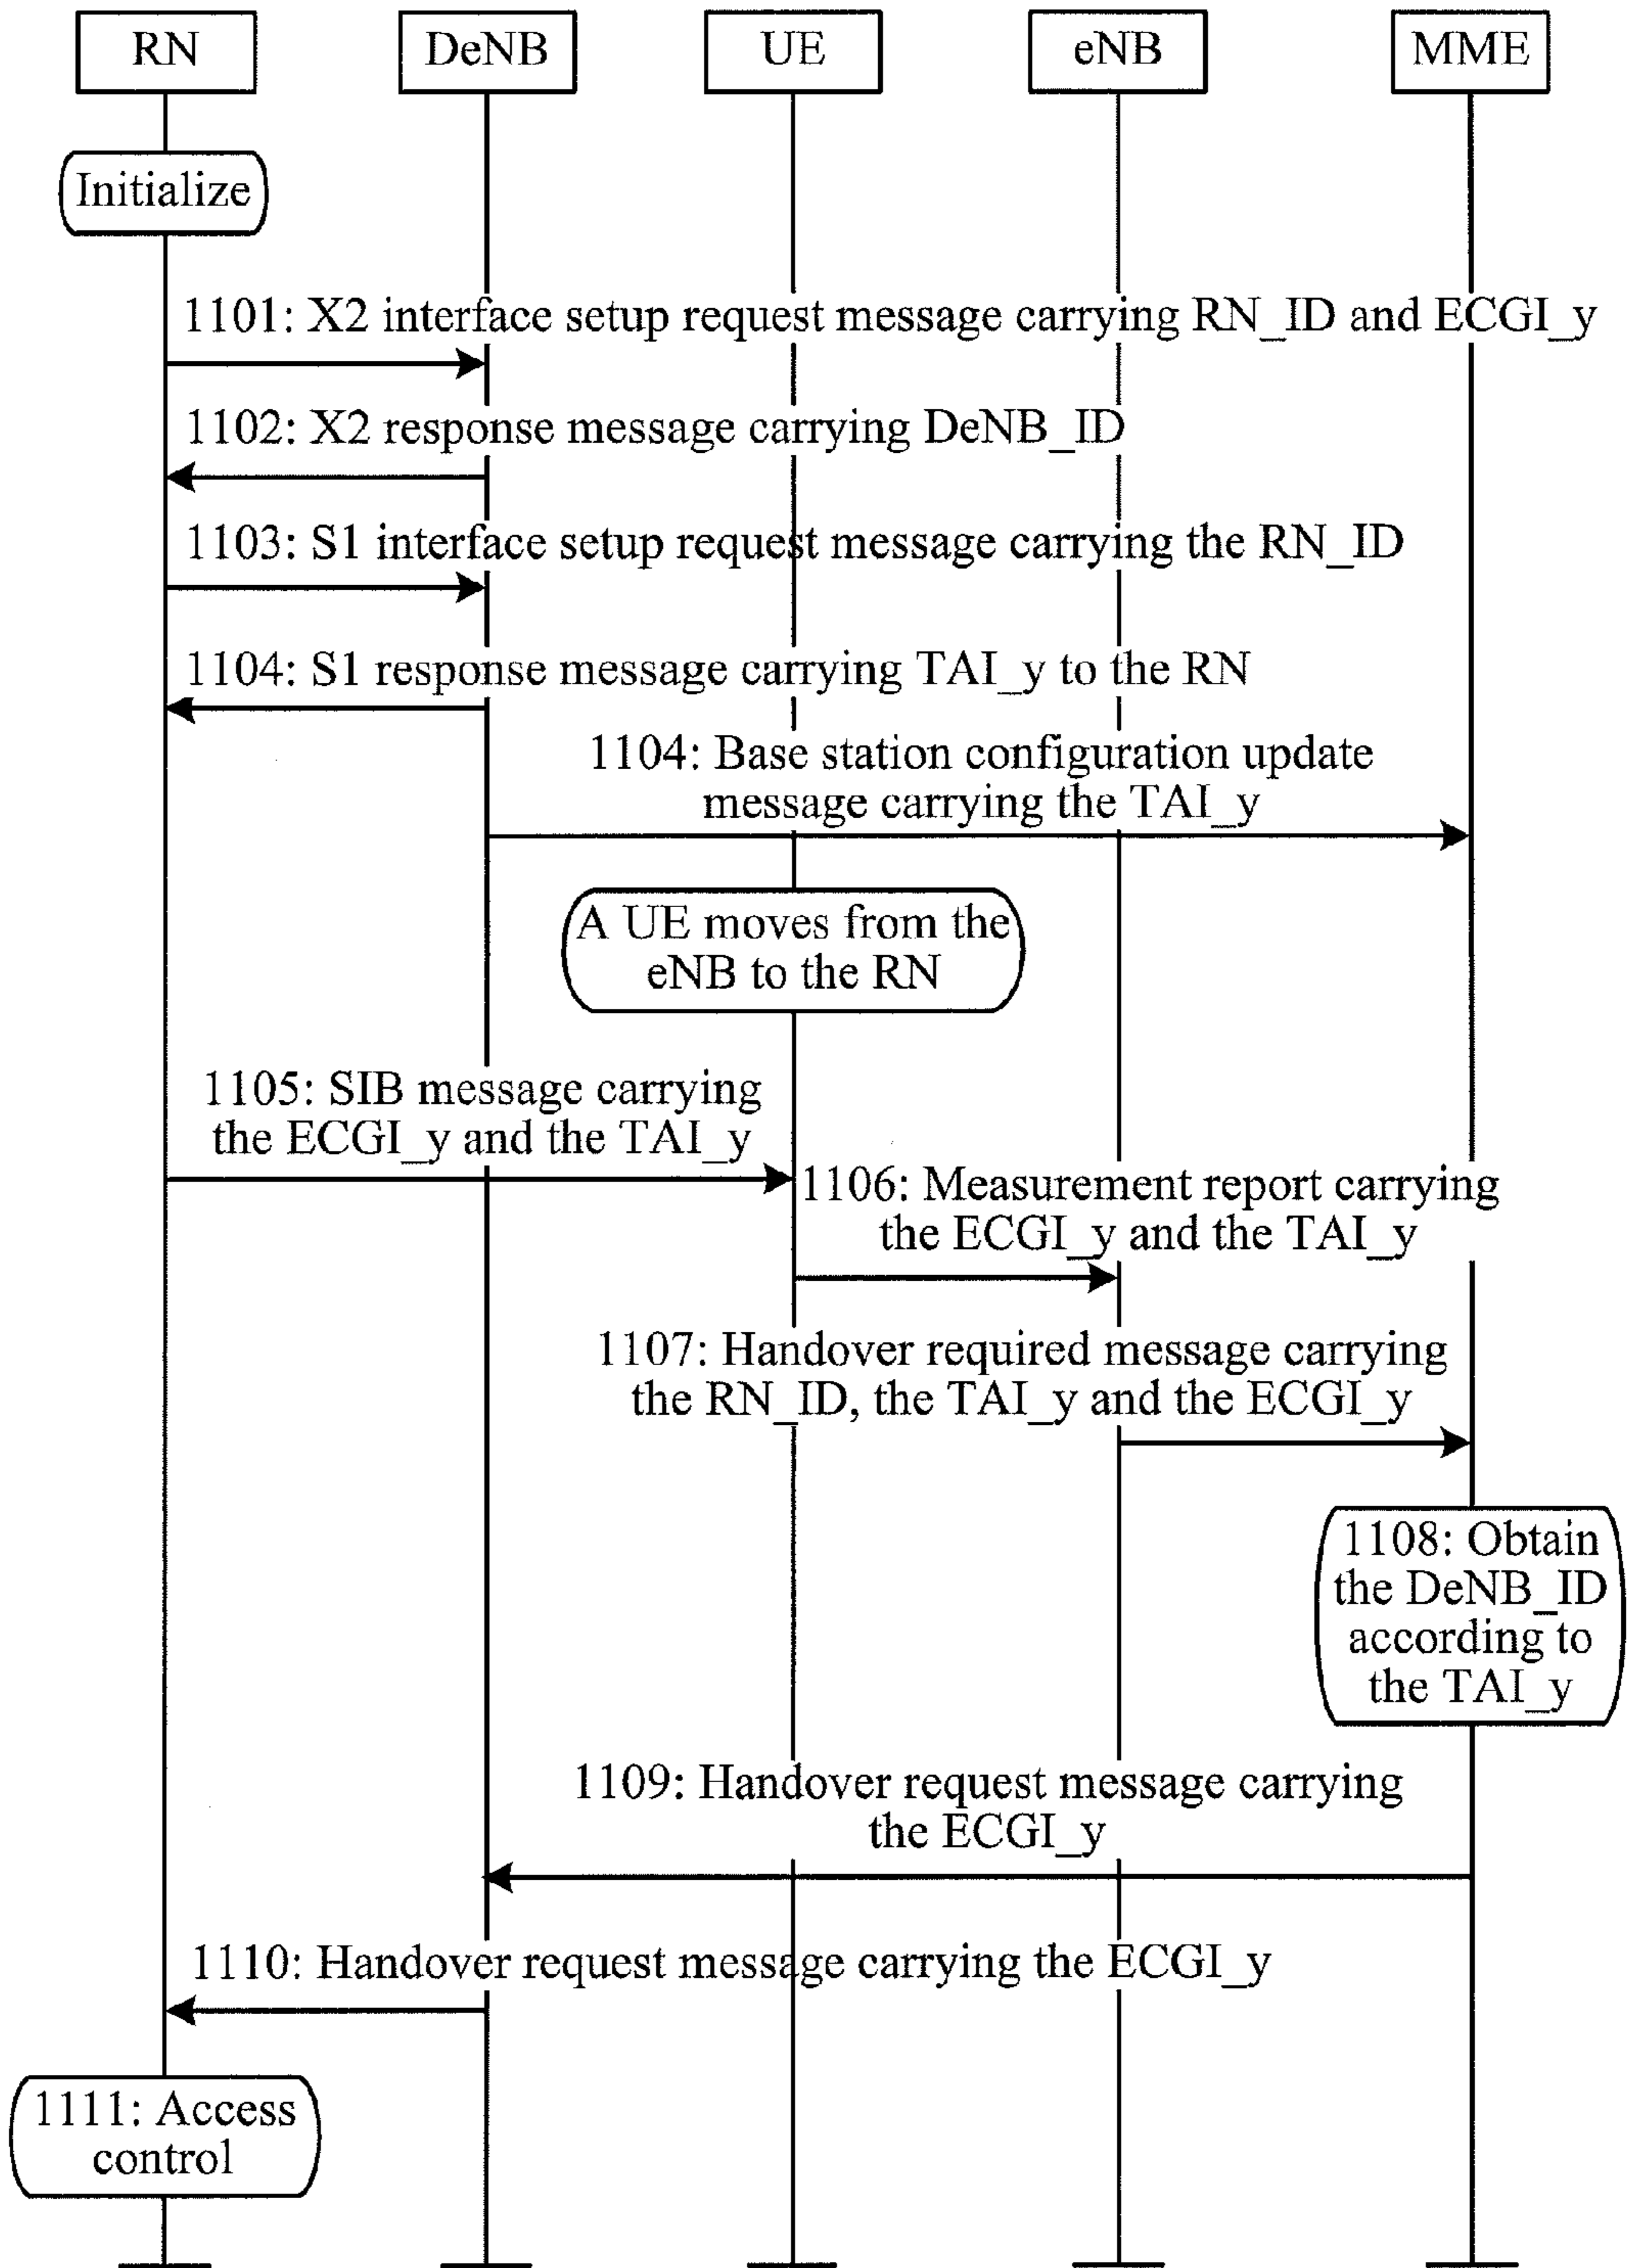 RN
DeNB
UE
eNB
MME
Initialize
1101: X2 interface setup request message carrying RN_ID and ECGI_y
1102: X2 response message carrying DeNB_ID
1103: S1 interface setup request message carrying the RN_ID
1104: S1 response message carrying TAI_y to the RN
1104: Base station configuration update
message carrying the TAI_y
A UE moves from the
eNB to the RN
1105: SIB message carrying
the ECGI_y and the TAI_y
1106: Measurement report carrying
the ECGI_y and the TAI_y
1107: Handover required message carrying
the RN_ID, the TAI_y and the ECGI_y
1108: Obtain
the DeNB_ID
according to
the TAI_y
1109: Handover request message carrying
the ECGI_y
1110: Handover request message carrying the ECGI_y
1111: Access
control